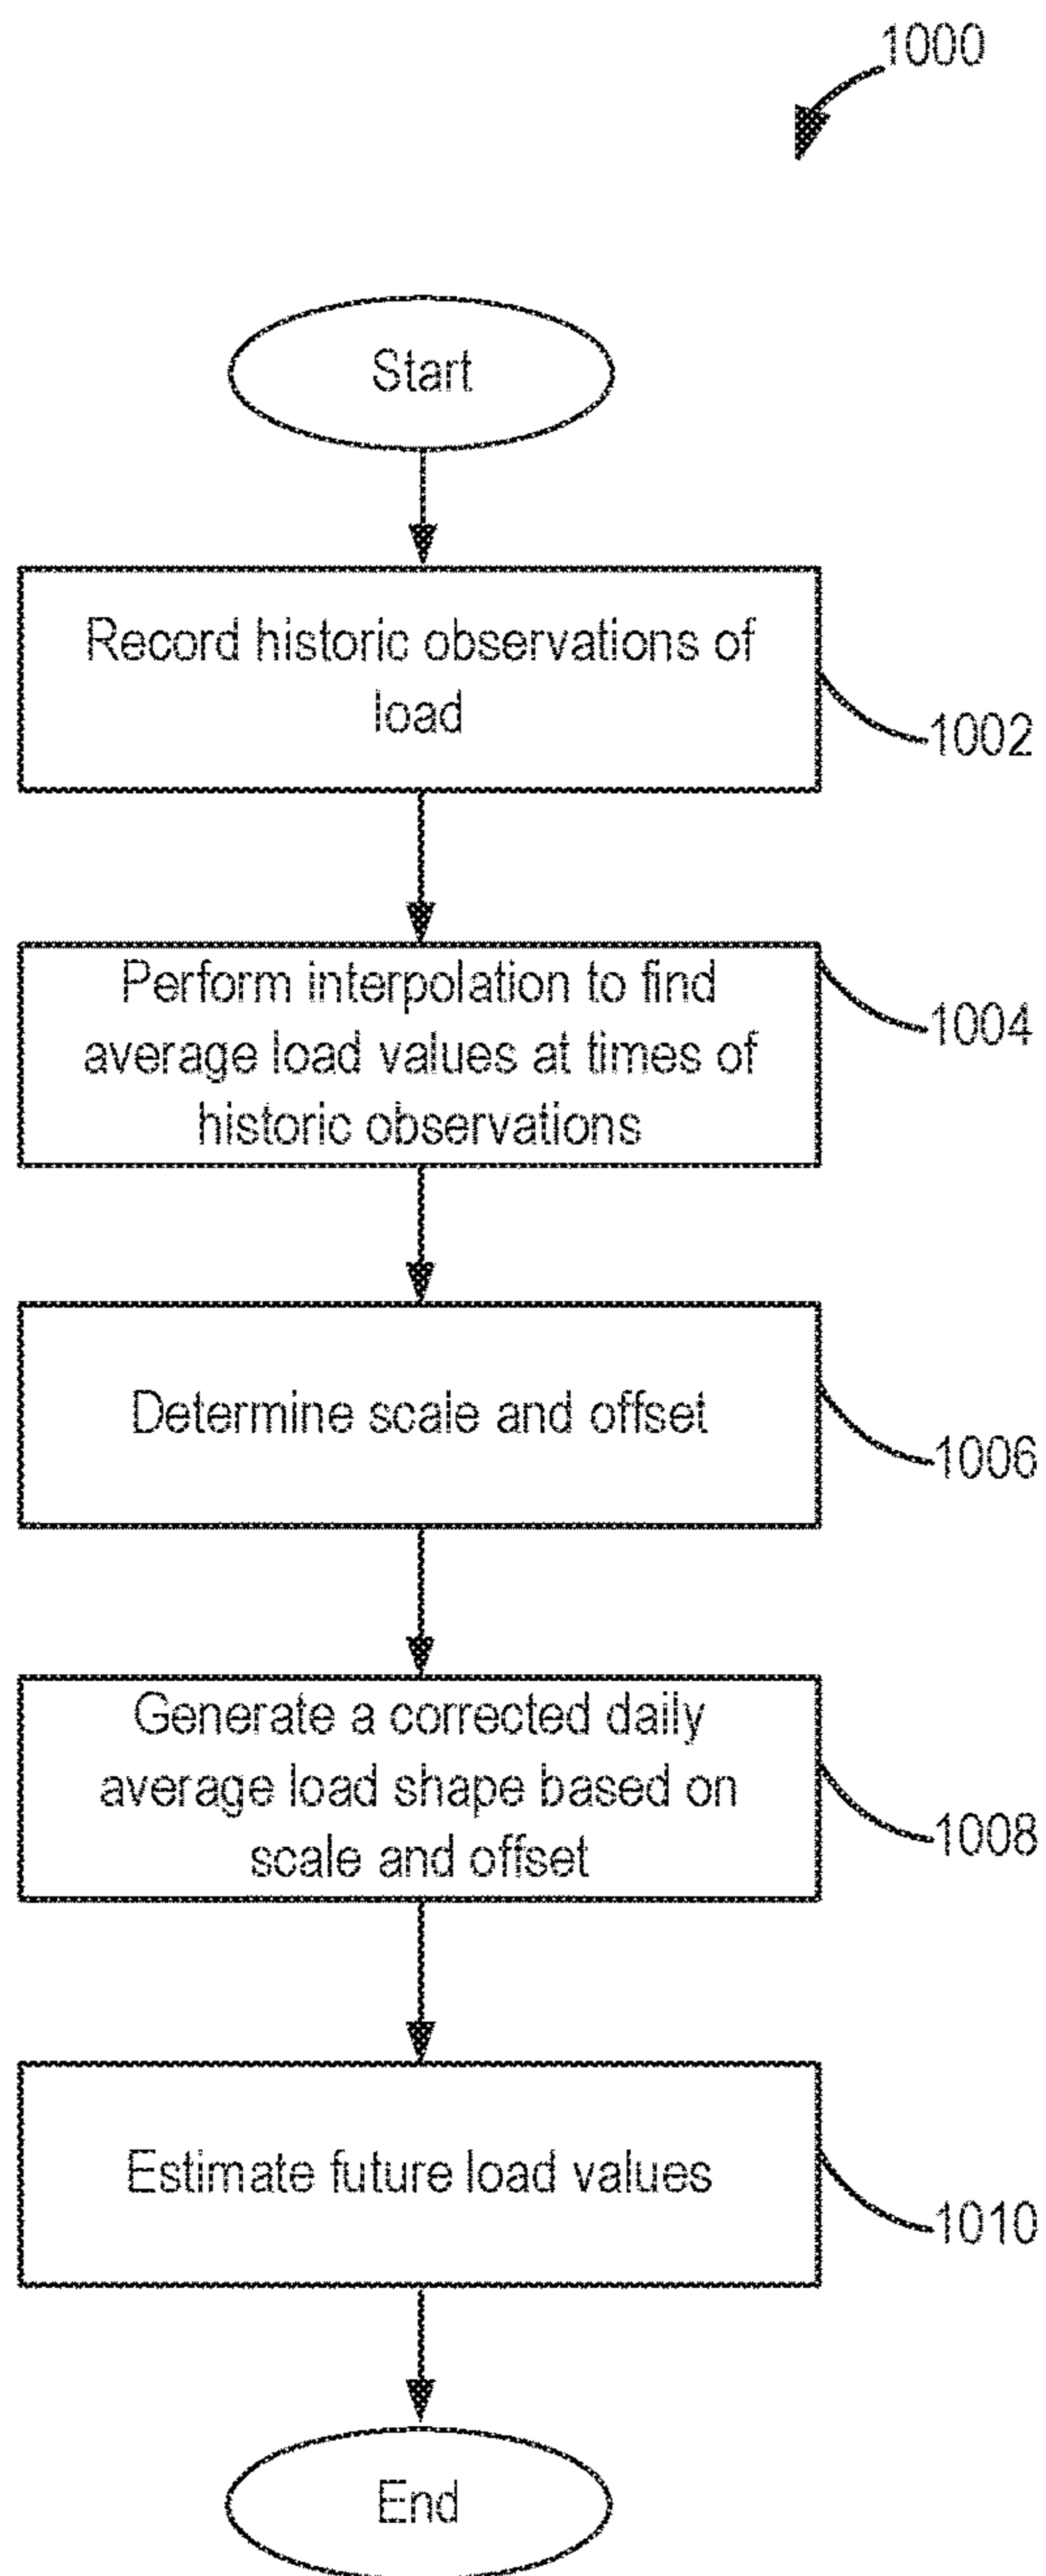 1000
Start
Record historic observations of
load
1002
Perform interpolation to find
average load values at times of
historic observations
1004
Determine scale and offset
1006
Generate a corrected daily
average load shape based on
scale and offset
1008
Estimate future load values
1010
End